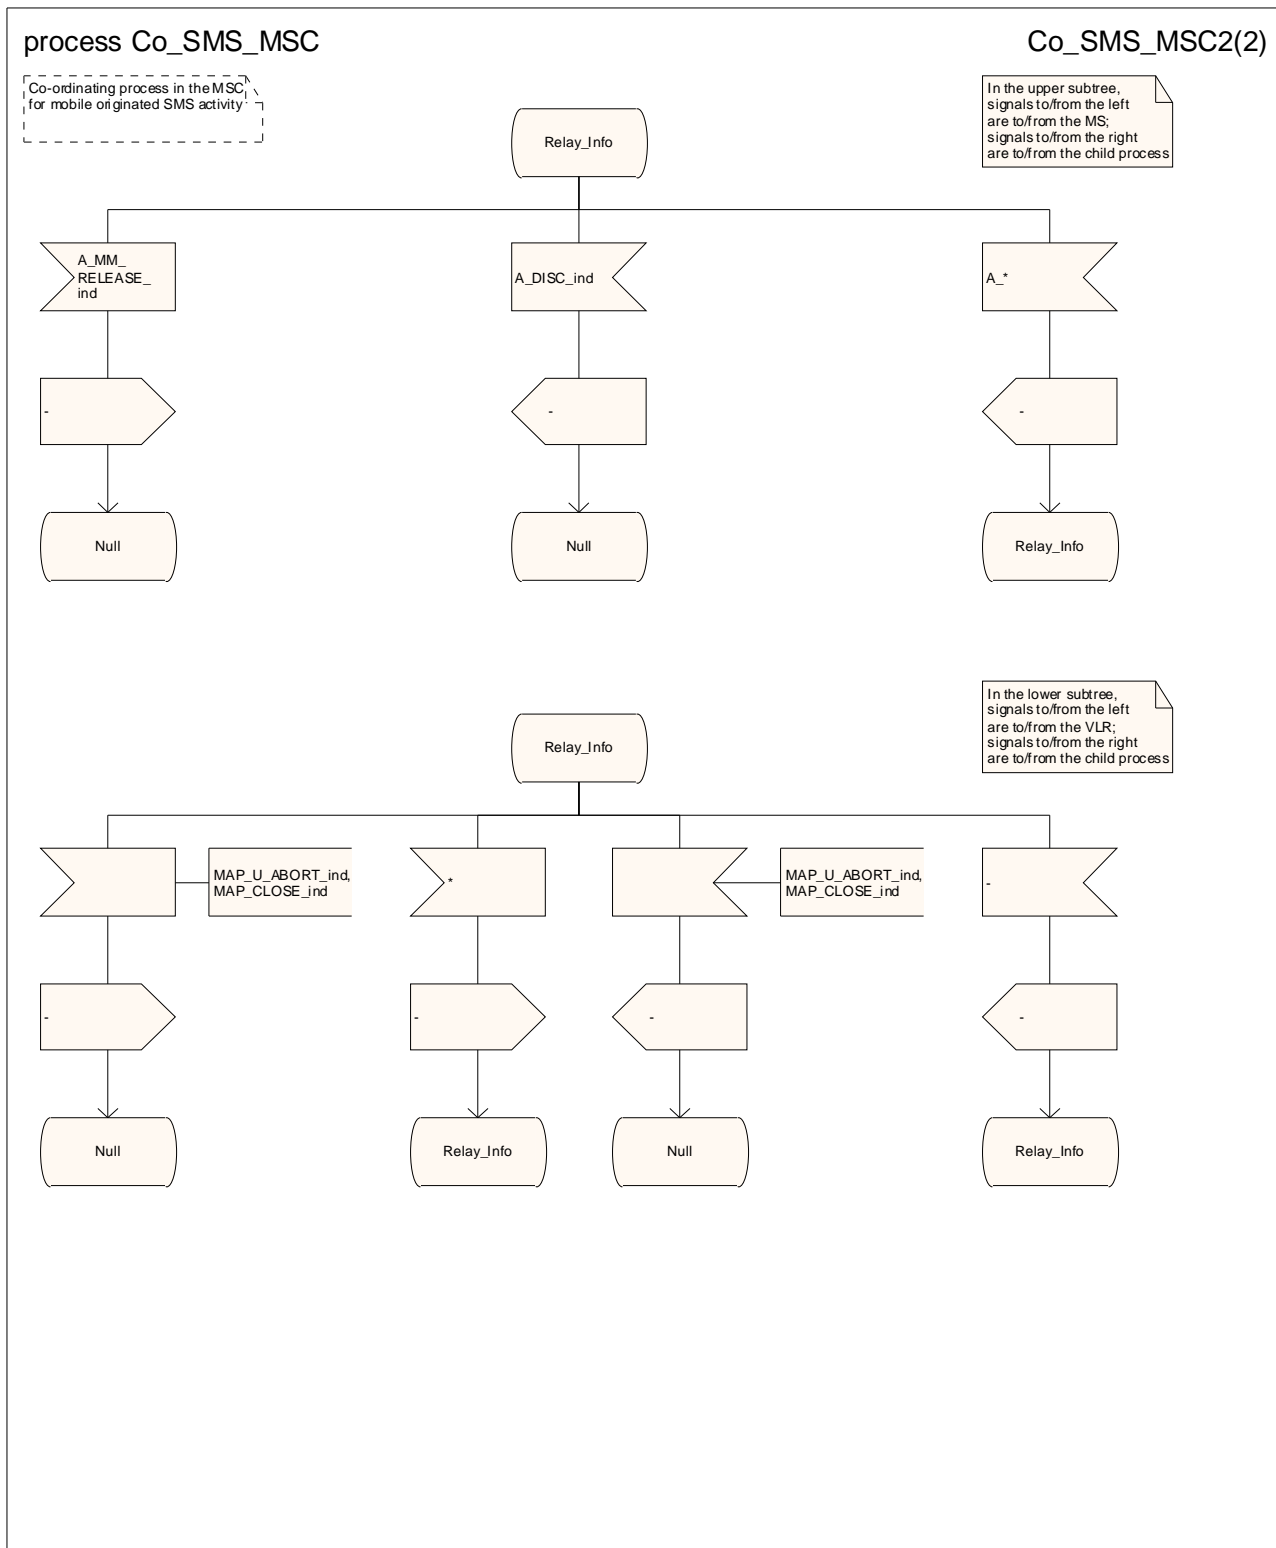 process Co_SMS_MSC
Co_SMS_MSC2(2)
Co-ordinating process in the MSC
for mobile originated SMS activity
In the upper subtree,
signals to/from the left
are to/from the MS;
signals to/from the right
are to/from the child process
Relay_Info
A_MM_
RELEASE_
ind
A_DISC_ind
A_*
-
-
-
Null
Null
Relay_Info
In the lower subtree,
signals to/from the left
are to/from the VLR;
signals to/from the right
are to/from the child process
Relay_Info
MAP_U_ABORT_ind,
MAP_CLOSE_ind
*
MAP_U_ABORT_ind,
MAP_CLOSE_ind
-
-
-
-
-
Null
Relay_Info
Null
Relay_Info